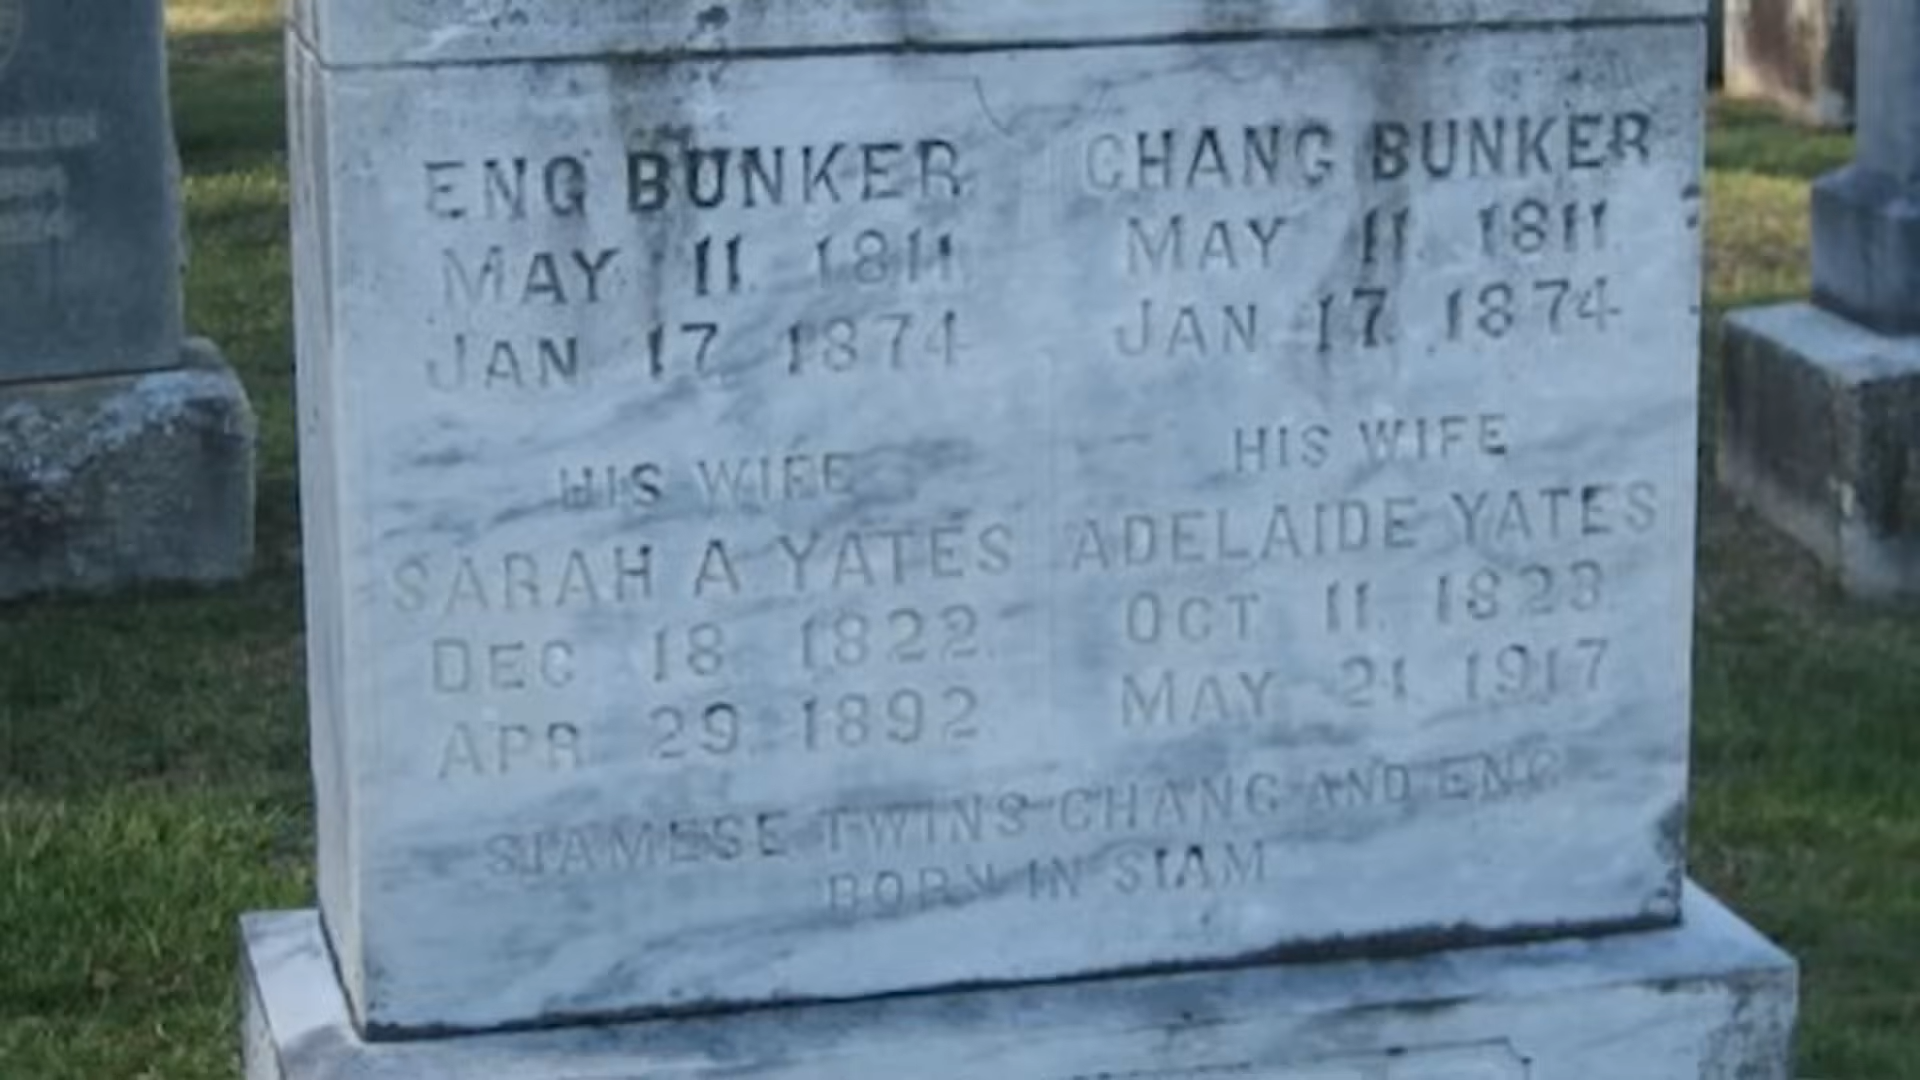 ENG BUNKER
MAY 11. 1811.
JAN 17. 1874
HIS WIFE
SARAH A YATES
DEC 18 1822.
APR 29. 1892.
CHANG BUNKER
MAY 11 1811.
JAN 17. 1874
HIS WIFE
ADELAIDE YATES
OCT 11. 1823.
MAY 21 1917
SIAMESE TWINS CHANG AND ENG
BORN IN SIAM